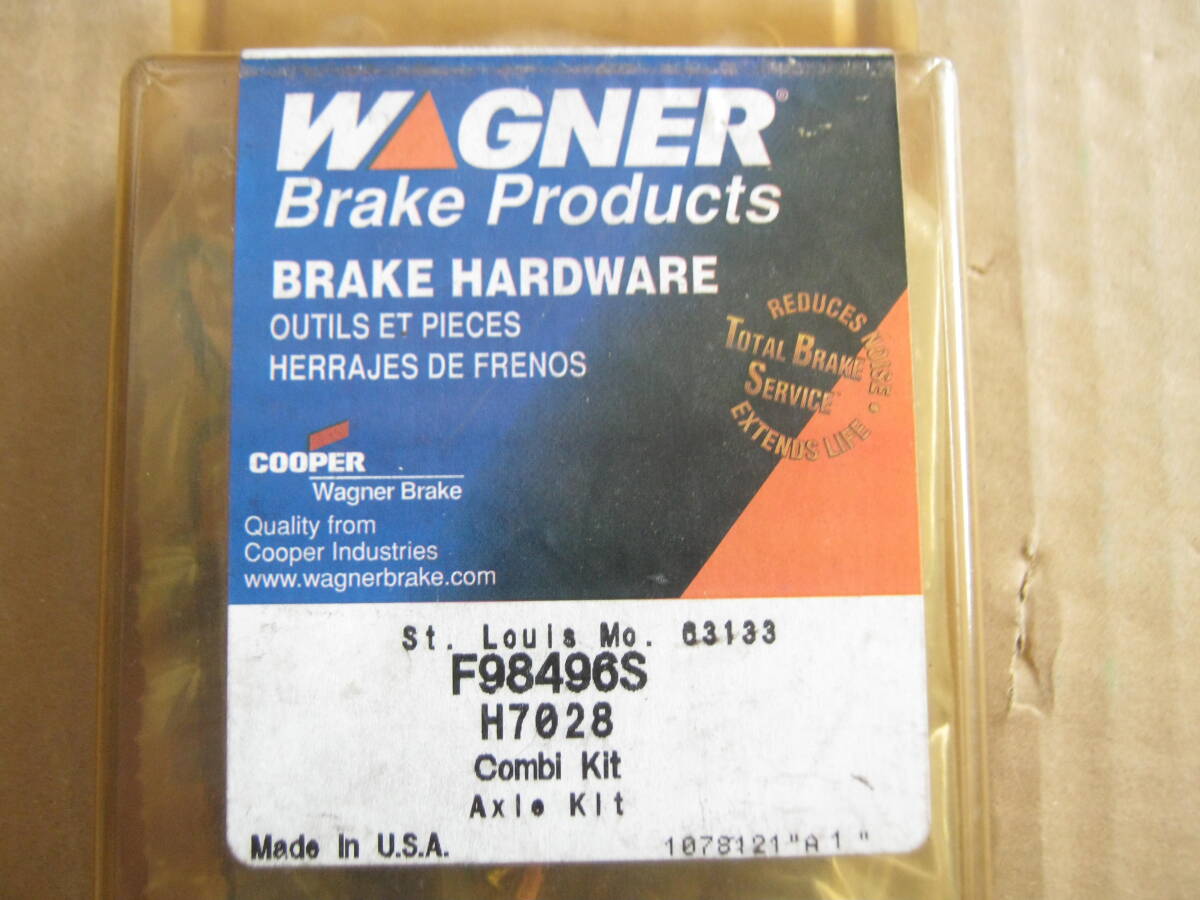 WAGNER®
Brake Products
BRAKE HARDWARE
OUTILS ET PIECES
HERRAJES DE FRENOS
REDUCES NOISE •
TOTAL BRAKE
SERVICE
EXTENDS LIFE
COOPER
Wagner Brake
Quality from
Cooper Industries
www.wagnerbrake.com
St. Louis Mo. 63133
F98496S
H7028
Combi Kit
Axle Kit
Made In U.S.A.
1078121"A1 "